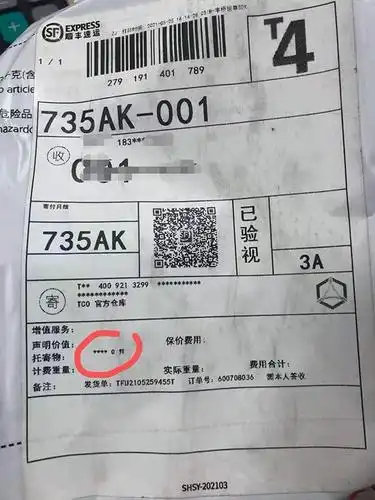 SF EXPRESS
顺丰速运
T4
1 / 1
279 191 401 789
735AK-001
收
183**
寄付月结
735AK
已验视
3A
寄
T** 400 921 3299 ***********
************
TCO 官方仓库
增值服务:
声明价值: 保价费用:
托寄物: **** 0 件
计费重量: 实际重量: 费用合计:
备注: 发货单: TFU2105259455T 订单号: 600708036 需本人签收
SHSY-202103